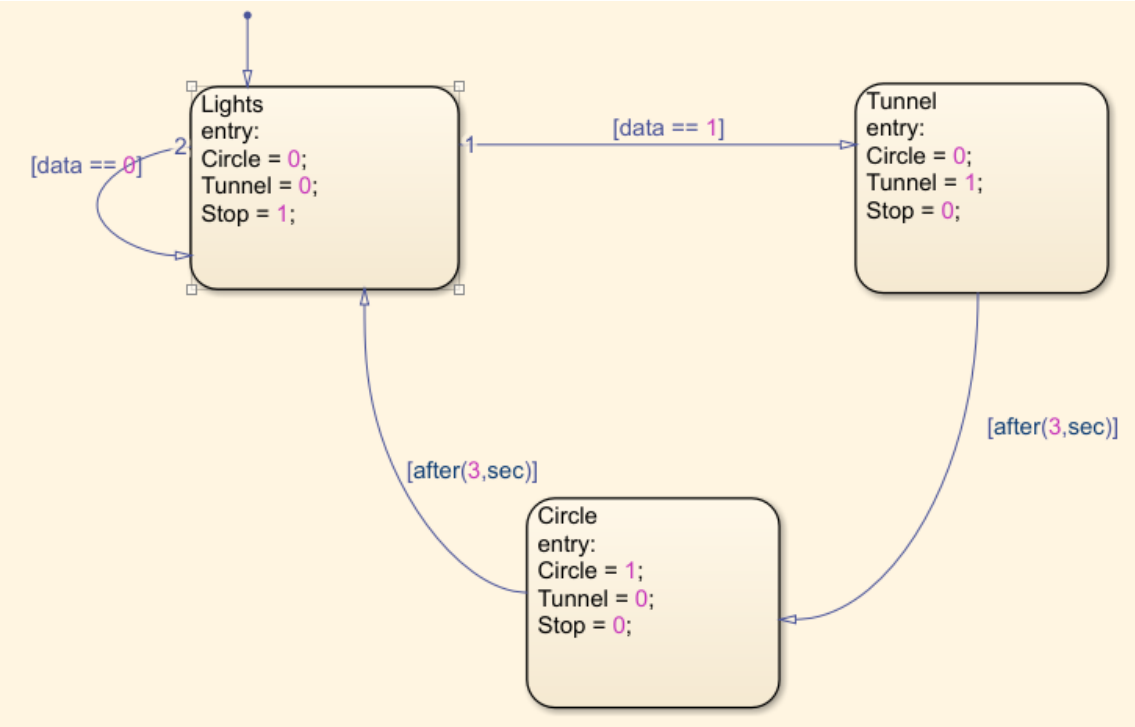 Lights
entry:
Circle = 0;
Tunnel = 0;
Stop = 1;
2
[data == 0]
1
[data == 1]
Tunnel
entry:
Circle = 0;
Tunnel = 1;
Stop = 0;
[after(3,sec)]
[after(3,sec)]
Circle
entry:
Circle = 1;
Tunnel = 0;
Stop = 0;